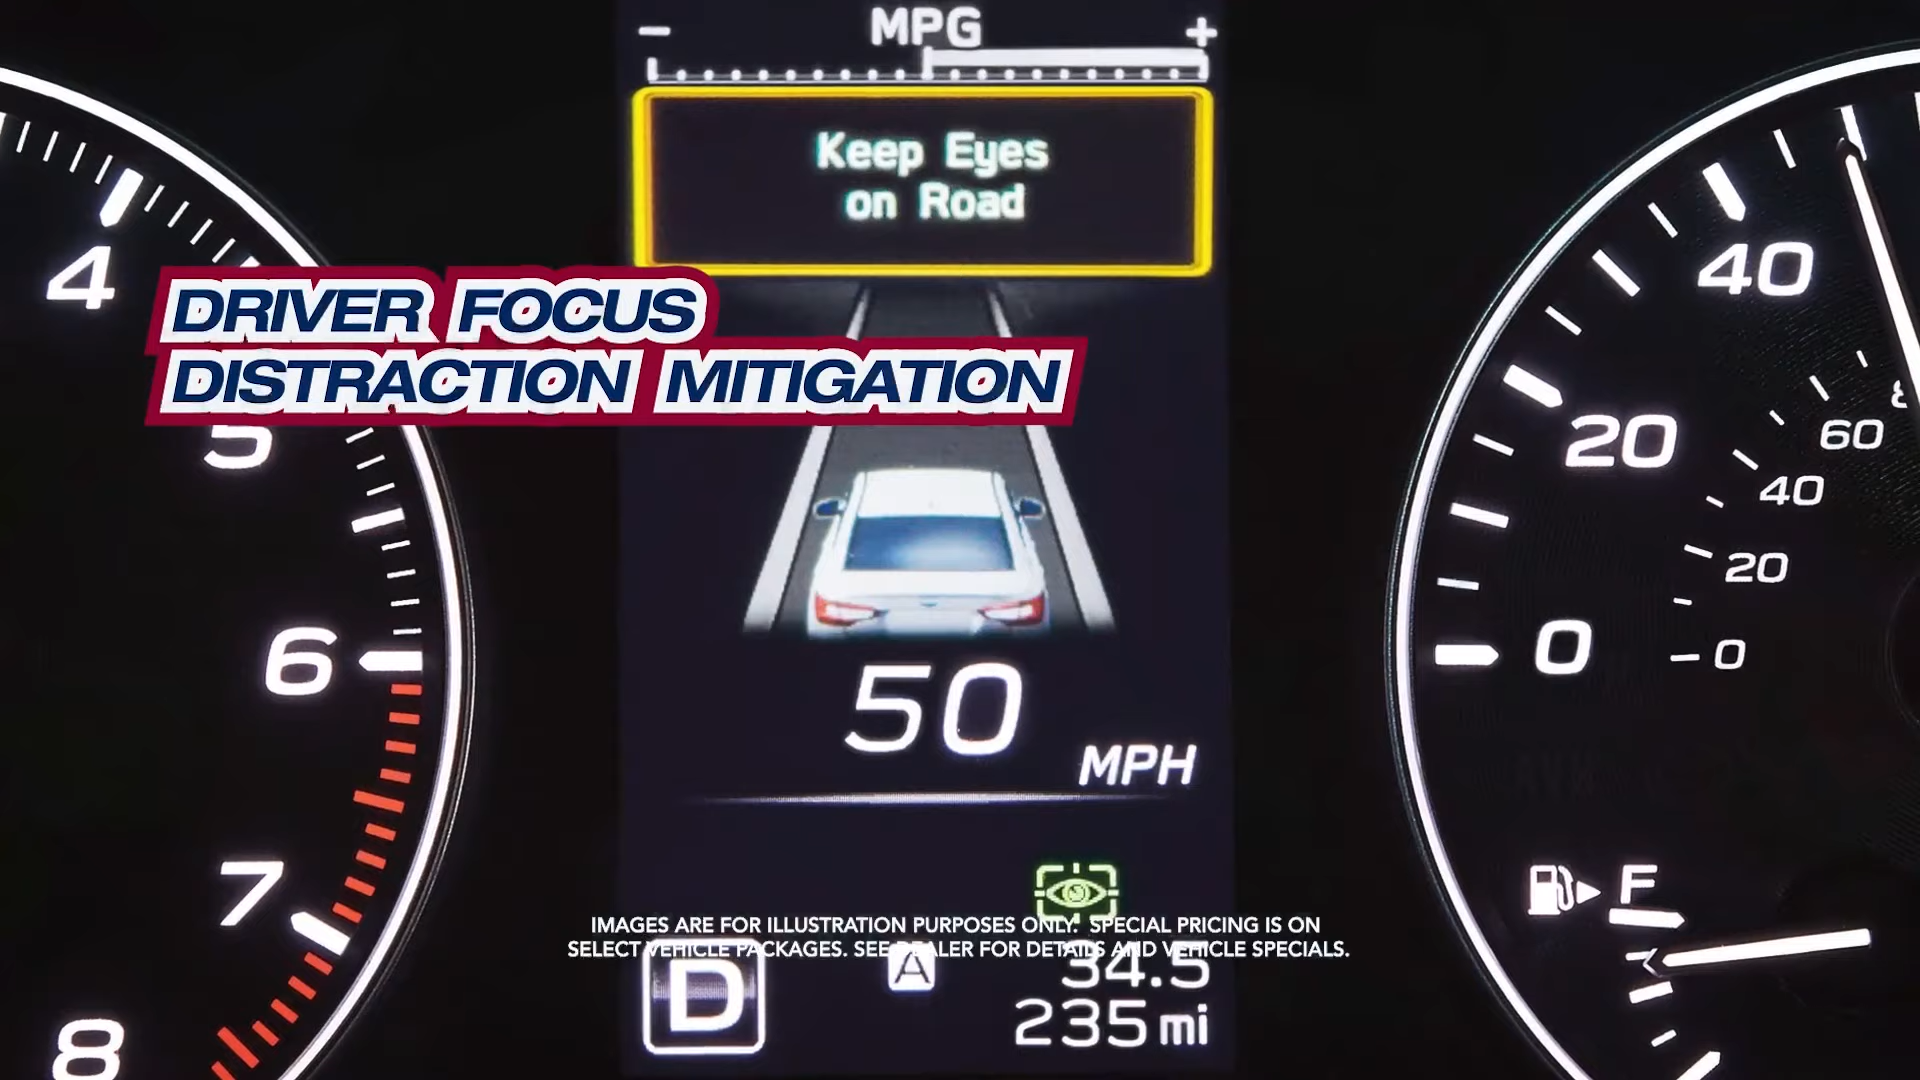 MPG
Keep Eyes
on Road
DRIVER FOCUS
DISTRACTION MITIGATION
4
5
6
7
8
50
MPH
40
20
0
60
40
20
0
F
IMAGES ARE FOR ILLUSTRATION PURPOSES ONLY. SPECIAL PRICING IS ON
SELECT VEHICLE PACKAGES. SEE DEALER FOR DETAILS AND VEHICLE SPECIALS.
D
A
34.5
235 mi